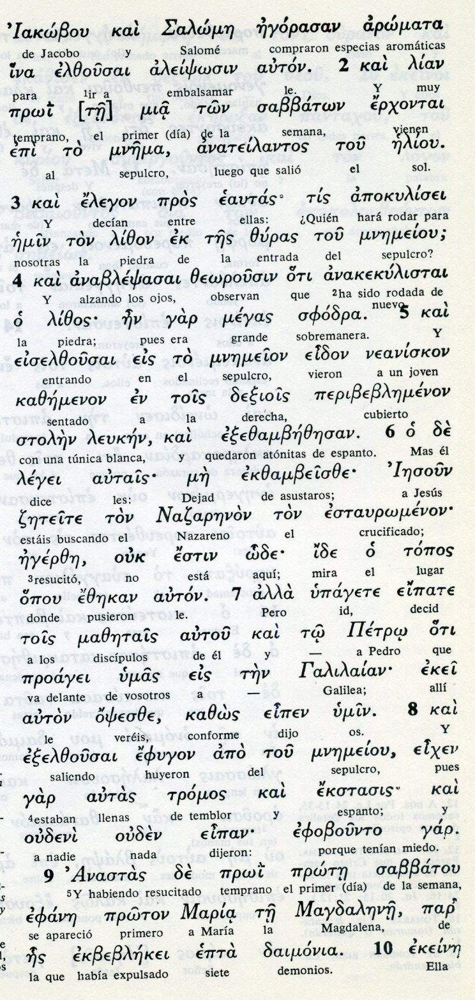 Ἰακώβου καὶ Σαλώμη ἠγόρασαν ἀρώματα
de Jacobo y Salomé compraron especias aromáticas
ἵνα ἐλθοῦσαι ἀλείψωσιν αὐτόν. 2 καὶ λίαν
para ¹ir a embalsamar le. Y muy
πρωῒ [τῇ] μιᾷ τῶν σαββάτων ἔρχονται
temprano, el primer (día) de la semana, vienen
ἐπὶ τὸ μνῆμα, ἀνατείλαντος τοῦ ἡλίου.
al sepulcro, luego que salió el sol.
3 καὶ ἔλεγον πρὸς ἑαυτάς· τίς ἀποκυλίσει
Y decían entre ellas: ¿Quién hará rodar para
ἡμῖν τὸν λίθον ἐκ τῆς θύρας τοῦ μνημείου;
nosotras la piedra de la entrada del sepulcro?
4 καὶ ἀναβλέψασαι θεωροῦσιν ὅτι ἀνακεκύλισται
Y alzando los ojos, observan que ²ha sido rodada de nuevo
ὁ λίθος· ἦν γὰρ μέγας σφόδρα. 5 καὶ
la piedra; pues era grande sobremanera. Y
εἰσελθοῦσαι εἰς τὸ μνημεῖον εἶδον νεανίσκον
entrando en el sepulcro, vieron a un joven
καθήμενον ἐν τοῖς δεξιοῖς περιβεβλημένον
sentado a la derecha, cubierto
στολὴν λευκήν, καὶ ἐξεθαμβήθησαν. 6 ὁ δὲ
con una túnica blanca, y quedaron atónitas de espanto. Mas él
λέγει αὐταῖς· μὴ ἐκθαμβεῖσθε· Ἰησοῦν
dice les: Dejad de asustaros; a Jesús
ζητεῖτε τὸν Ναζαρηνὸν τὸν ἐσταυρωμένον·
estáis buscando el Nazareno el crucificado;
ἠγέρθη, οὐκ ἔστιν ὧδε· ἴδε ὁ τόπος
³resucitó, no está aquí; mira el lugar
ὅπου ἔθηκαν αὐτόν. 7 ἀλλὰ ὑπάγετε εἴπατε
donde pusieron le. Pero id, decid
τοῖς μαθηταῖς αὐτοῦ καὶ τῷ Πέτρῳ ὅτι
a los discípulos de él y — a Pedro que
προάγει ὑμᾶς εἰς τὴν Γαλιλαίαν· ἐκεῖ
va delante de vosotros a — Galilea; allí
αὐτὸν ὄψεσθε, καθὼς εἶπεν ὑμῖν. 8 καὶ
le veréis, conforme dijo os. Y
ἐξελθοῦσαι ἔφυγον ἀπὸ τοῦ μνημείου, εἶχεν
saliendo huyeron del sepulcro, pues
γὰρ αὐτὰς τρόμος καὶ ἔκστασις· καὶ
⁴estaban llenas de temblor y espanto; y
οὐδενὶ οὐδὲν εἶπαν· ἐφοβοῦντο γάρ.
a nadie nada dijeron: porque tenían miedo.
9 Ἀναστὰς δὲ πρωῒ πρώτῃ σαββάτου
⁵Y habiendo resucitado temprano el primer (día) de la semana,
ἐφάνη πρῶτον Μαρίᾳ τῇ Μαγδαληνῇ, παρ'
se apareció primero a María la Magdalena, de
ἧς ἐκβεβλήκει ἑπτὰ δαιμόνια. 10 ἐκείνη
la que había expulsado siete demonios. Ella